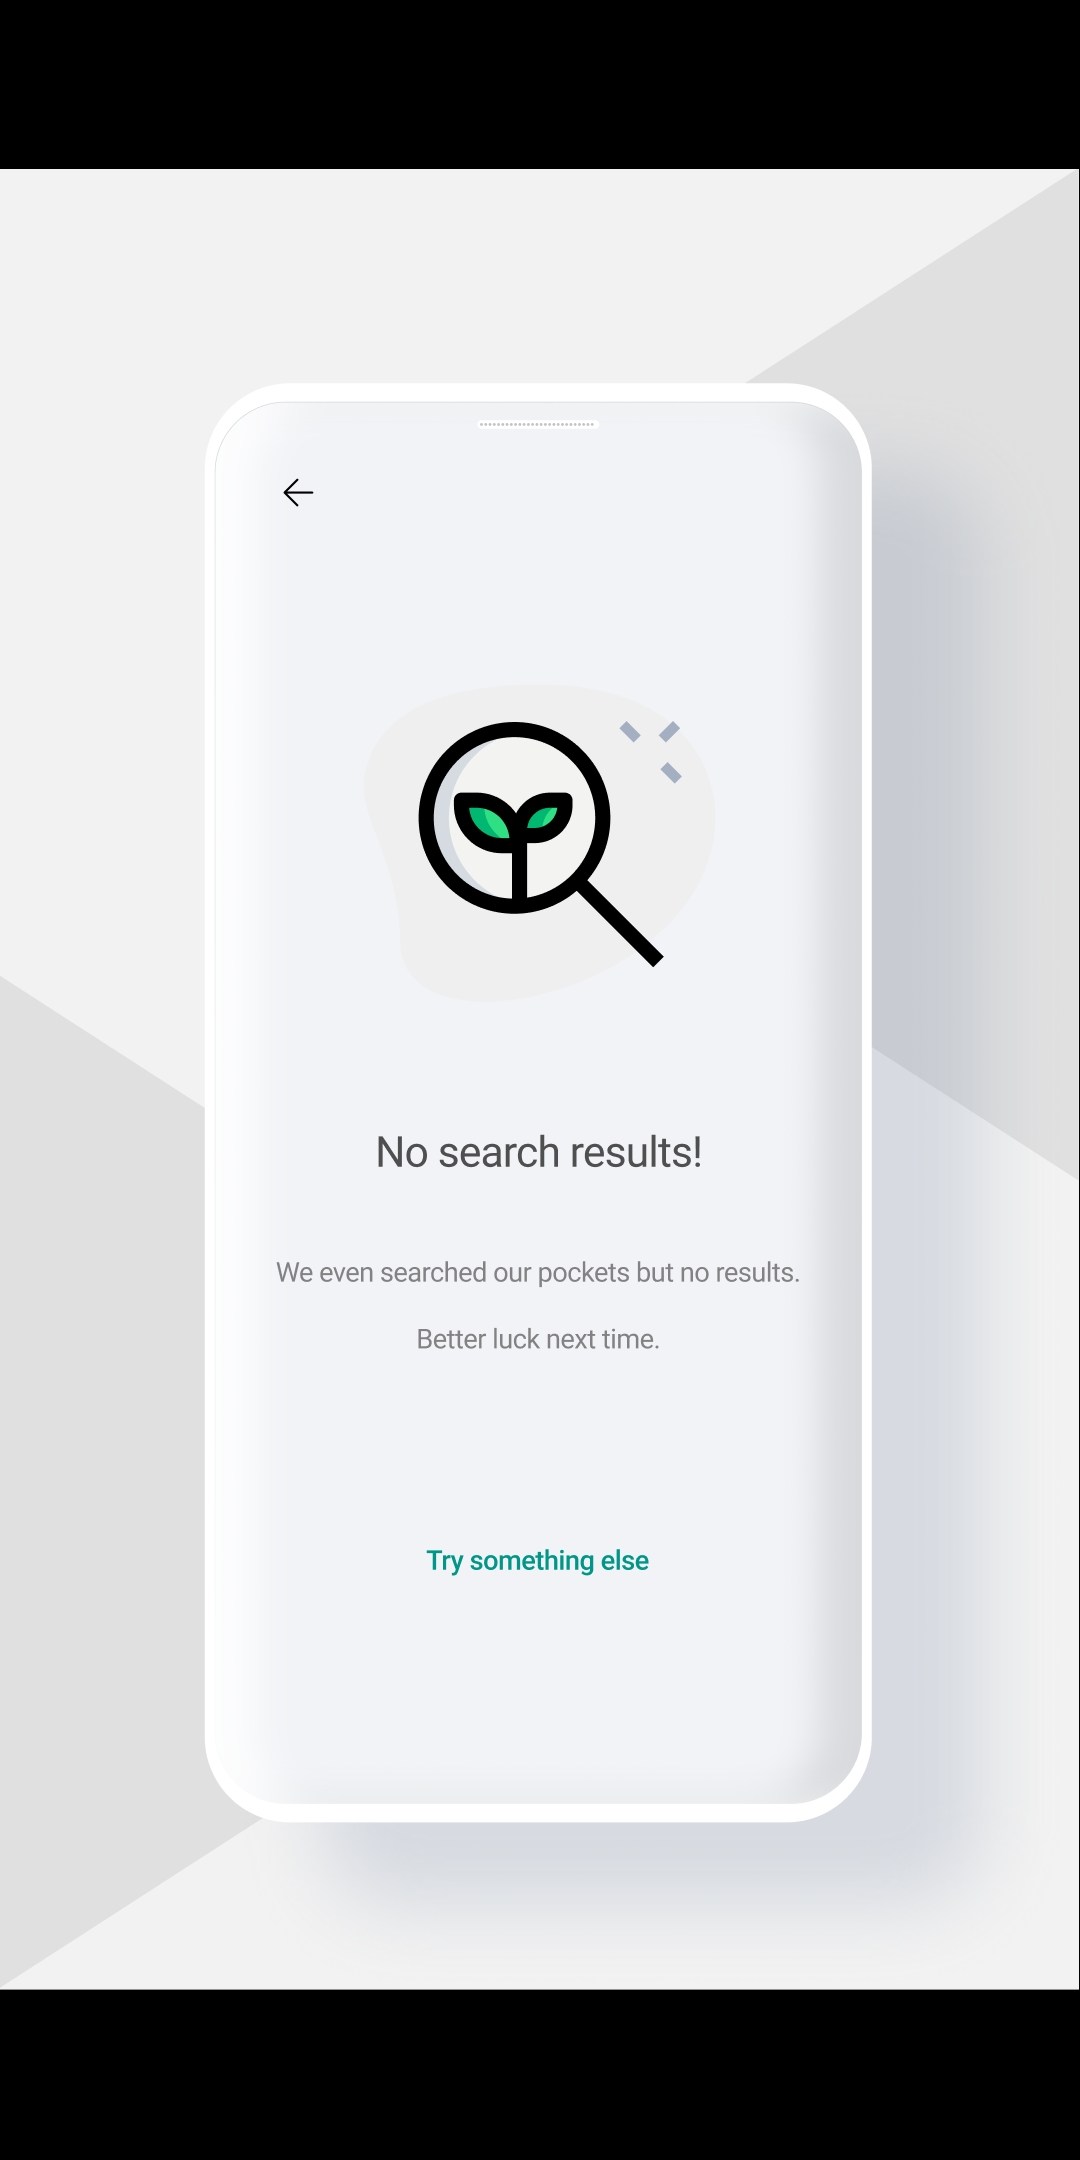 No search results!
We even searched our pockets but no results.
Better luck next time.
Try something else